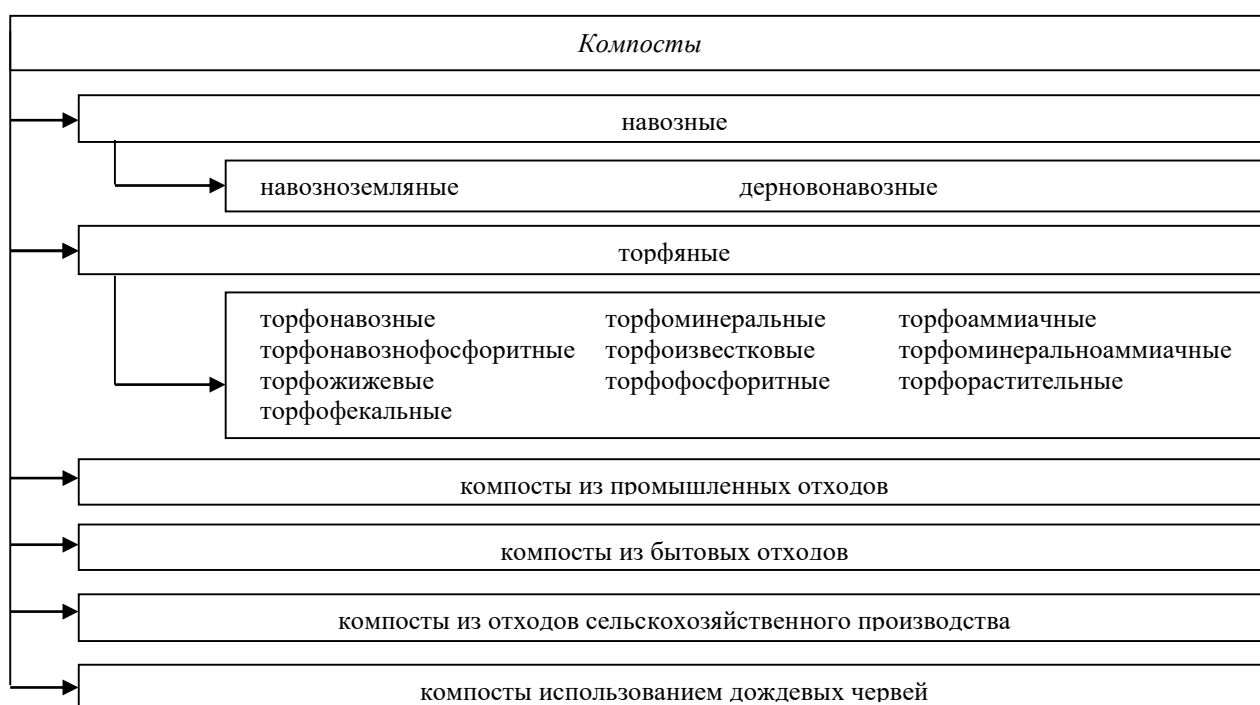 Компосты
навозные
навозноземляные дерновонавозные
торфяные
торфонавозные торфоминеральные торфоаммиачные
торфонавознофосфоритные торфоизвестковые торфоминеральноаммиачные
торфожижевые торфофосфоритные торфорастительные
торфофекальные
компосты из промышленных отходов
компосты из бытовых отходов
компосты из отходов сельскохозяйственного производства
компосты использованием дождевых червей